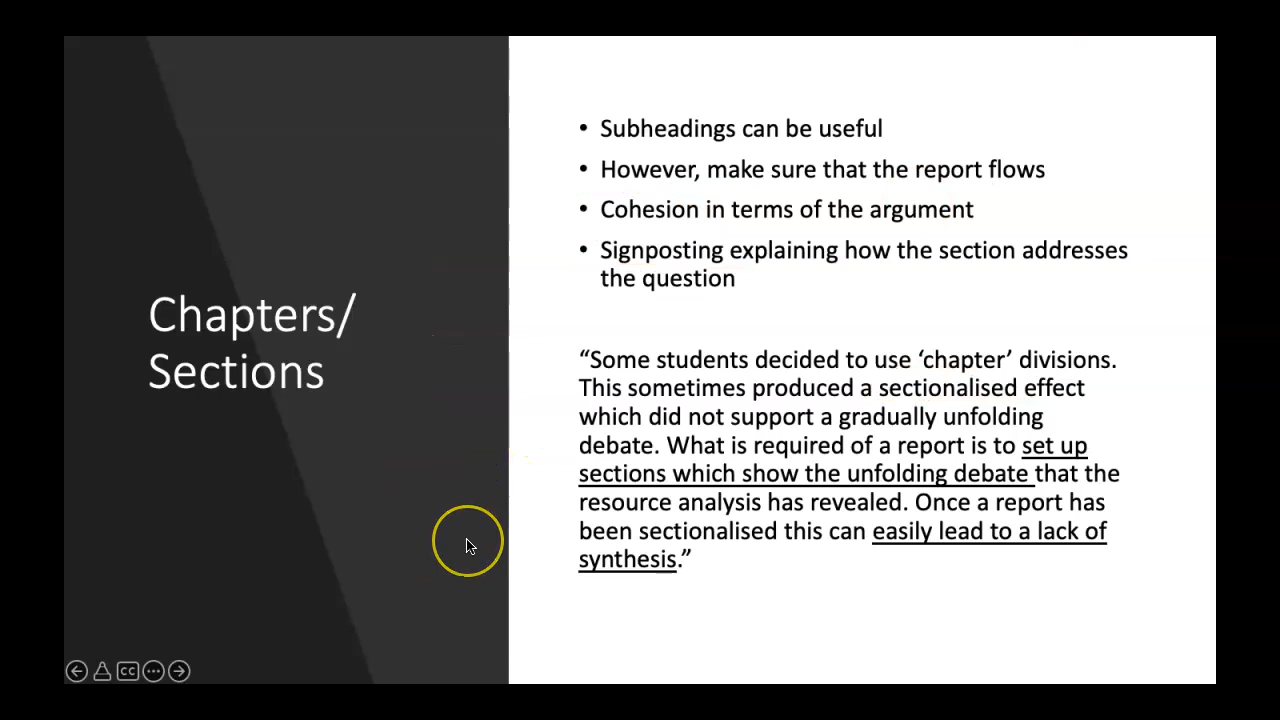 Chapters/
Sections
• Subheadings can be useful
• However, make sure that the report flows
• Cohesion in terms of the argument
• Signposting explaining how the section addresses
the question
“Some students decided to use ‘chapter’ divisions.
This sometimes produced a sectionalised effect
which did not support a gradually unfolding
debate. What is required of a report is to set up
sections which show the unfolding debate that the
resource analysis has revealed. Once a report has
been sectionalised this can easily lead to a lack of
synthesis.”
CC